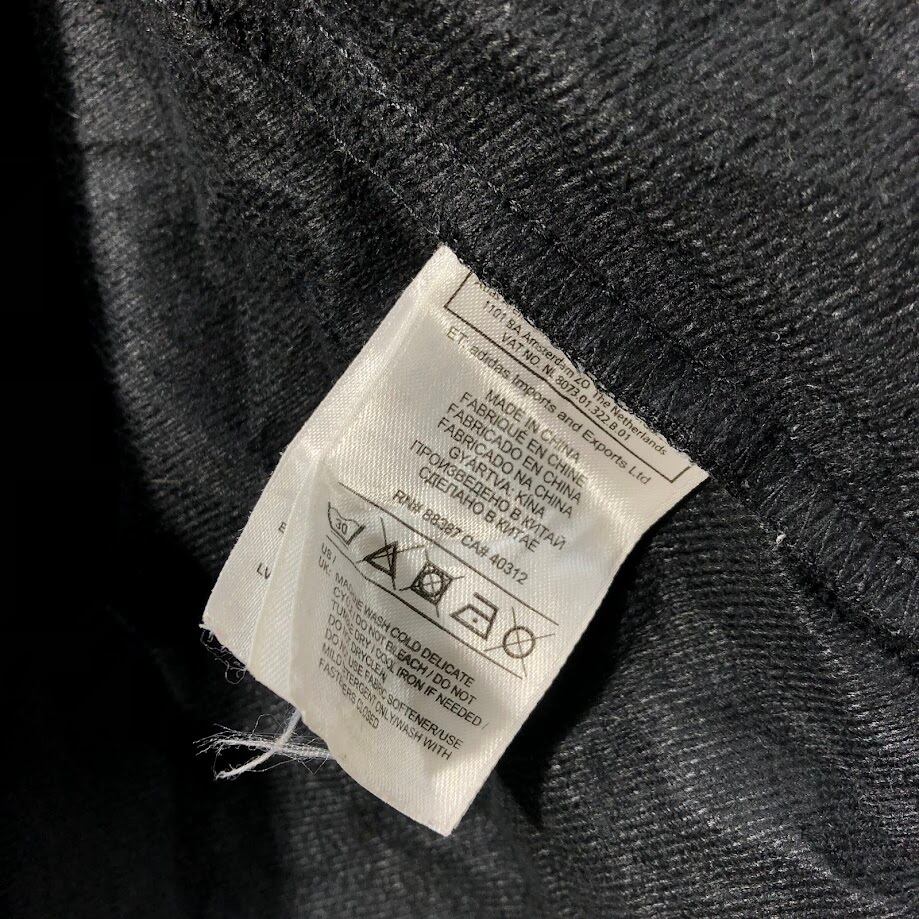 1101 BA Amsterdam ZO The Netherlands
VAT NO. NL 8073.01.322.B.01
E.T. adidas Imports and Exports Ltd
MADE IN CHINA
FABRIQUÉ EN CHINE
FABRICADO EN CHINA
FABRICADO NA CHINA
GYÁRTVA: KÍNA
ПРОИЗВЕДЕНО В КИТАЙ
СДЕЛАНО В КИТАЕ
RN# 88387 CA# 40312
30
US /
UK: MACHINE WASH COLD DELICATE
CYCLE / DO NOT BLEACH / DO NOT
TUMBLE DRY / COOL IRON IF NEEDED /
DO NOT DRYCLEAN
DO NOT USE FABRIC SOFTENER/USE
MILD DETERGENT ONLY/WASH WITH
FASTENERS CLOSED
LV